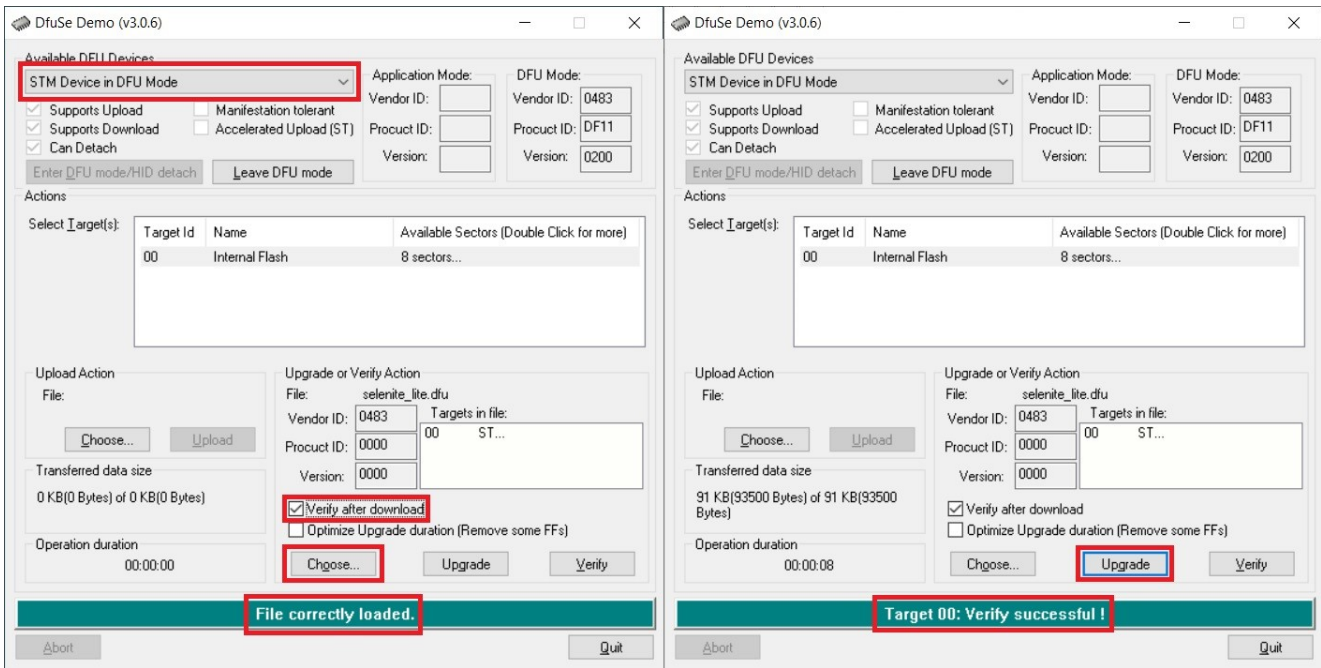 DfuSe Demo (v3.0.6)
Available DFU Devices
STM Device in DFU Mode
Supports Upload
Manifestation tolerant
Supports Download
Accelerated Upload (ST)
Can Detach
Enter DFU mode/HID detach
Leave DFU mode
Application Mode:
Vendor ID:
Procuct ID:
Version:
DFU Mode:
Vendor ID: 0483
Procuct ID: DF11
Version: 0200
Actions
Select Target(s):
Target Id Name Available Sectors (Double Click for more)
00 Internal Flash 8 sectors...
Upload Action
File:
Choose...
Upload
Transferred data size
0 KB(0 Bytes) of 0 KB(0 Bytes)
Operation duration
00:00:00
Upgrade or Verify Action
File: selenite_lite.dfu
Vendor ID: 0483
Procuct ID: 0000
Version: 0000
Targets in file:
00 ST...
Verify after download
Optimize Upgrade duration (Remove some FFs)
Choose...
Upgrade
Verify
File correctly loaded.
Abort
Quit
DfuSe Demo (v3.0.6)
Available DFU Devices
STM Device in DFU Mode
Supports Upload
Manifestation tolerant
Supports Download
Accelerated Upload (ST)
Can Detach
Enter DFU mode/HID detach
Leave DFU mode
Application Mode:
Vendor ID:
Procuct ID:
Version:
DFU Mode:
Vendor ID: 0483
Procuct ID: DF11
Version: 0200
Actions
Select Target(s):
Target Id Name Available Sectors (Double Click for more)
00 Internal Flash 8 sectors...
Upload Action
File:
Choose...
Upload
Transferred data size
91 KB(93500 Bytes) of 91 KB(93500
Bytes)
Operation duration
00:00:08
Upgrade or Verify Action
File: selenite_lite.dfu
Vendor ID: 0483
Procuct ID: 0000
Version: 0000
Targets in file:
00 ST...
Verify after download
Optimize Upgrade duration (Remove some FFs)
Choose...
Upgrade
Verify
Target 00: Verify successful !
Abort
Quit